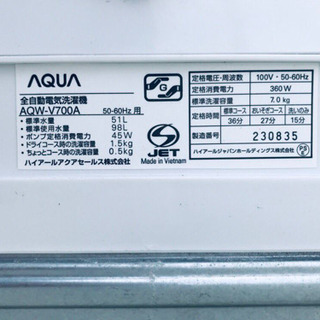 AQUA
全自動電気洗濯機
AQW-V700A 50-60Hz 用
•標準水量 51L
•標準使用水量 98L
•ポンプ定格消費電力 45W
•ドライコース時の洗濯容量 1.5kg
•ちょっとコース時の洗濯容量 0.5kg
ハイアールアクアセールス株式会社
G
S
JET
Made in Vietnam
定格電圧・周波数 100V・50-60Hz
定格消費電力 360W
標準洗濯容量 7.0kg
定格時間 標準コース おいそぎコース 洗いのみ
36分 27分 15分
製造番号 230835
ハイアールジャパンホールディングス株式会社
PS
E